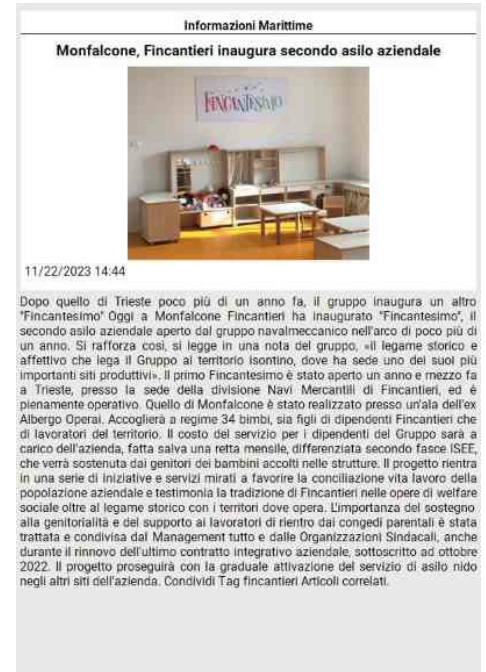 Informazioni Marittime
Monfalcone, Fincantieri inaugura secondo asilo aziendale
FINCANTESIMO
11/22/2023 14:44
Dopo quello di Trieste poco più di un anno fa, il gruppo inaugura un altro
"Fincantesimo" Oggi a Monfalcone Fincantieri ha inaugurato "Fincantesimo", il
secondo asilo aziendale aperto dal gruppo navalmeccanico nell'arco di poco più di
un anno. Si rafforza così, si legge in una nota del gruppo, «il legame storico e
affettivo che lega il Gruppo al territorio isontino, dove ha sede uno dei suoi più
importanti siti produttivi». Il primo Fincantesimo è stato aperto un anno e mezzo fa
a Trieste, presso la sede della divisione Navi Mercantili di Fincantieri, ed è
pienamente operativo. Quello di Monfalcone è stato realizzato presso un'ala dell'ex
Albergo Operai. Accoglierà a regime 34 bimbi, sia figli di dipendenti Fincantieri che
di lavoratori del territorio. Il costo del servizio per i dipendenti del Gruppo sarà a
carico dell'azienda, fatta salva una retta mensile, differenziata secondo fasce ISEE,
che verrà sostenuta dai genitori dei bambini accolti nelle strutture. Il progetto rientra
in una serie di iniziative e servizi mirati a favorire la conciliazione vita lavoro della
popolazione aziendale e testimonia la tradizione di Fincantieri nelle opere di welfare
sociale oltre al legame storico con i territori dove opera. L'importanza del sostegno
alla genitorialità e del supporto ai lavoratori di rientro dai congedi parentali è stata
trattata e condivisa dal Management tutto e dalle Organizzazioni Sindacali, anche
durante il rinnovo dell'ultimo contratto integrativo aziendale, sottoscritto ad ottobre
2022. Il progetto proseguirà con la graduale attivazione del servizio di asilo nido
negli altri siti dell'azienda. Condividi Tag fincantieri Articoli correlati.